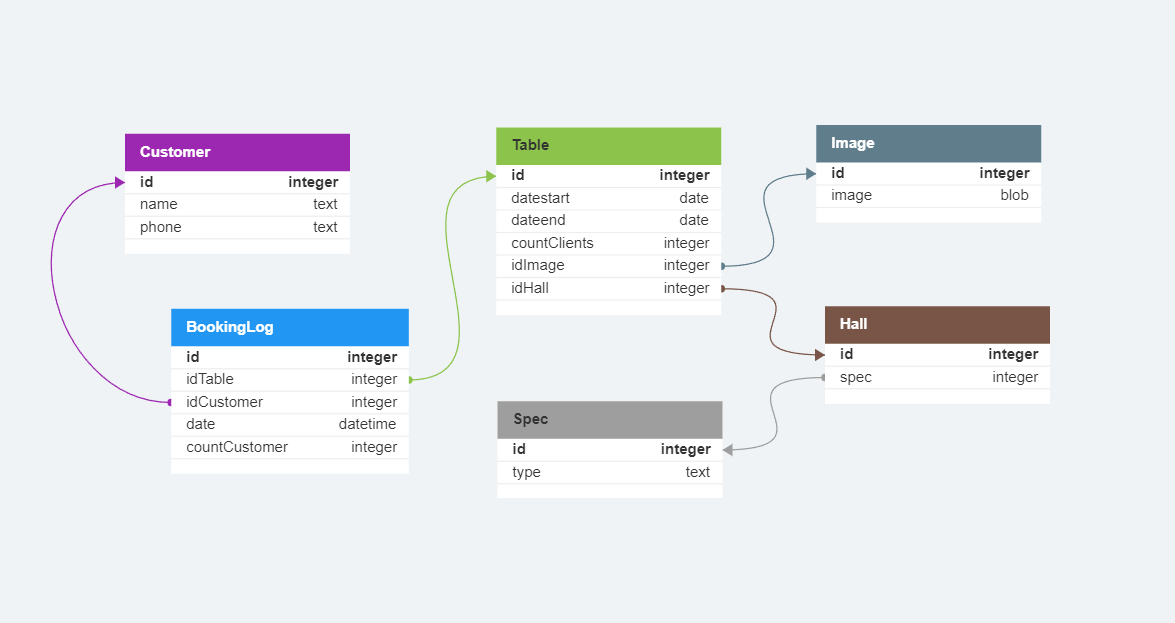 Customer
id integer
name text
phone text
BookingLog
id integer
idTable integer
idCustomer integer
date datetime
countCustomer integer
Table
id integer
datestart date
dateend date
countClients integer
idImage integer
idHall integer
Spec
id integer
type text
Image
id integer
image blob
Hall
id integer
spec integer